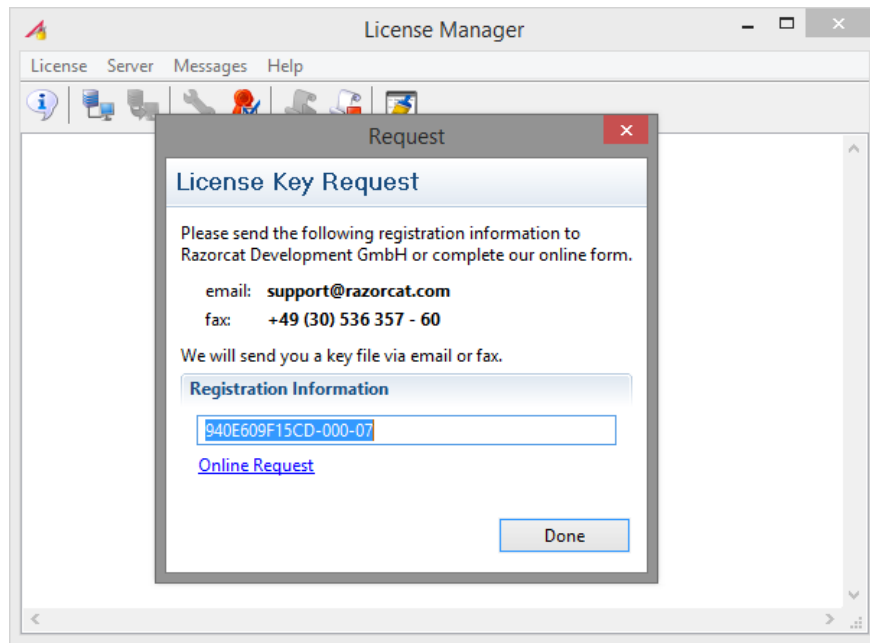 License Manager
License Server Messages Help
Request
License Key Request
Please send the following registration information to
Razorcat Development GmbH or complete our online form.
email: support@razorcat.com
fax: +49 (30) 536 357 - 60
We will send you a key file via email or fax.
Registration Information
940E609F15CD-000-07
Online Request
Done